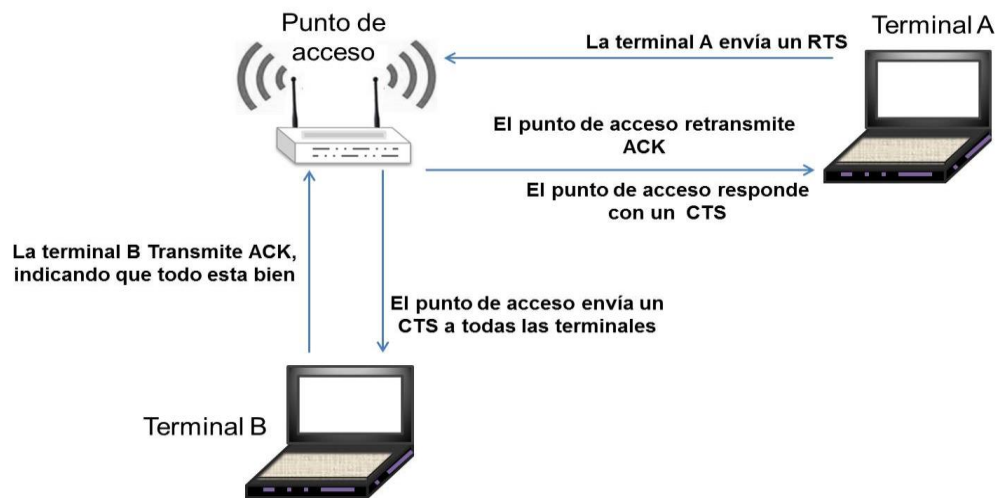 Punto de
acceso
Terminal A
La terminal A envía un RTS
El punto de acceso retransmite
ACK
El punto de acceso responde
con un CTS
La terminal B Transmite ACK,
indicando que todo esta bien
El punto de acceso envía un
CTS a todas las terminales
Terminal B